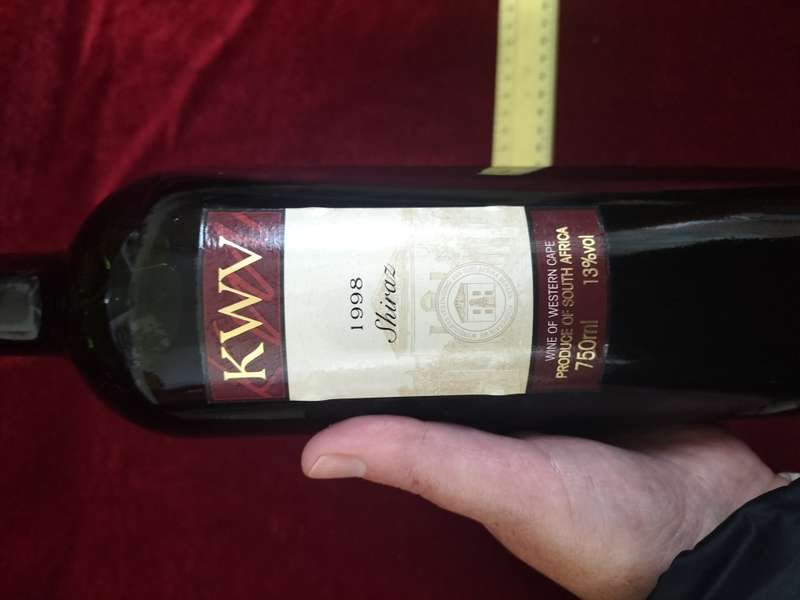 KWV
1998
Shiraz
WINE OF WESTERN CAPE
PRODUCE OF SOUTH AFRICA
750ml 13%vol